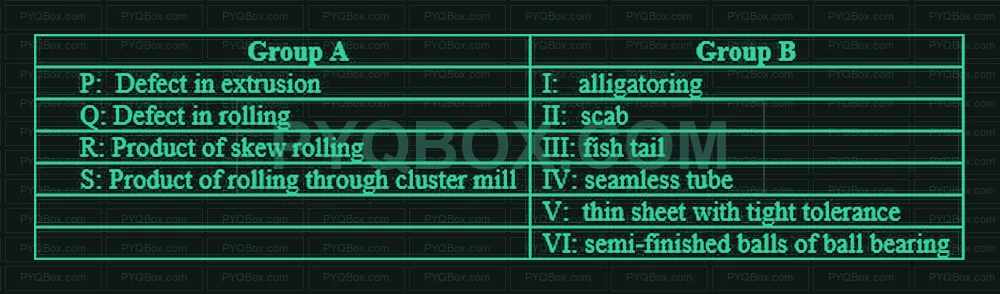 Group A Group B
P: Defect in extrusion I: alligatoring
Q: Defect in rolling II: scab
R: Product of skew rolling III: fish tail
S: Product of rolling through cluster mill IV: seamless tube
V: thin sheet with tight tolerance
VI: semi-finished balls of ball bearing
PYQBOX.COM